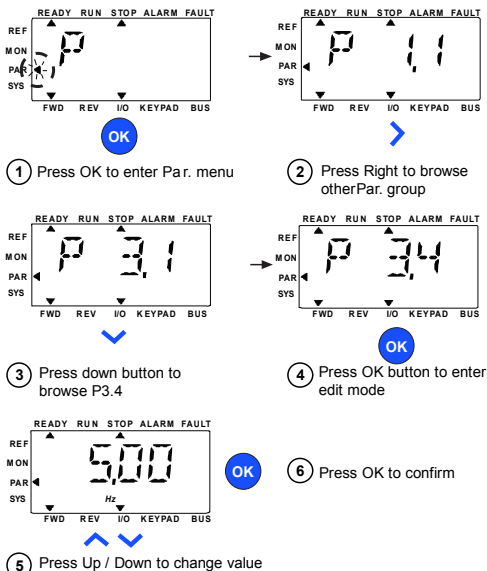 READY RUN STOP ALARM FAULT
REF
MON
PAR
SYS
P
FWD REV I/O KEYPAD BUS
OK
1 Press OK to enter Par. menu
READY RUN STOP ALARM FAULT
REF
MON
PAR
SYS
P 1.1
FWD REV I/O KEYPAD BUS
2 Press Right to browse
otherPar. group
READY RUN STOP ALARM FAULT
REF
MON
PAR
SYS
P 3.1
FWD REV I/O KEYPAD BUS
3 Press down button to
browse P3.4
READY RUN STOP ALARM FAULT
REF
MON
PAR
SYS
P 3.4
FWD REV I/O KEYPAD BUS
OK
4 Press OK button to enter
edit mode
READY RUN STOP ALARM FAULT
REF
MON
PAR
SYS
5.00
Hz
FWD REV I/O KEYPAD BUS
5 Press Up / Down to change value
OK
6 Press OK to confirm